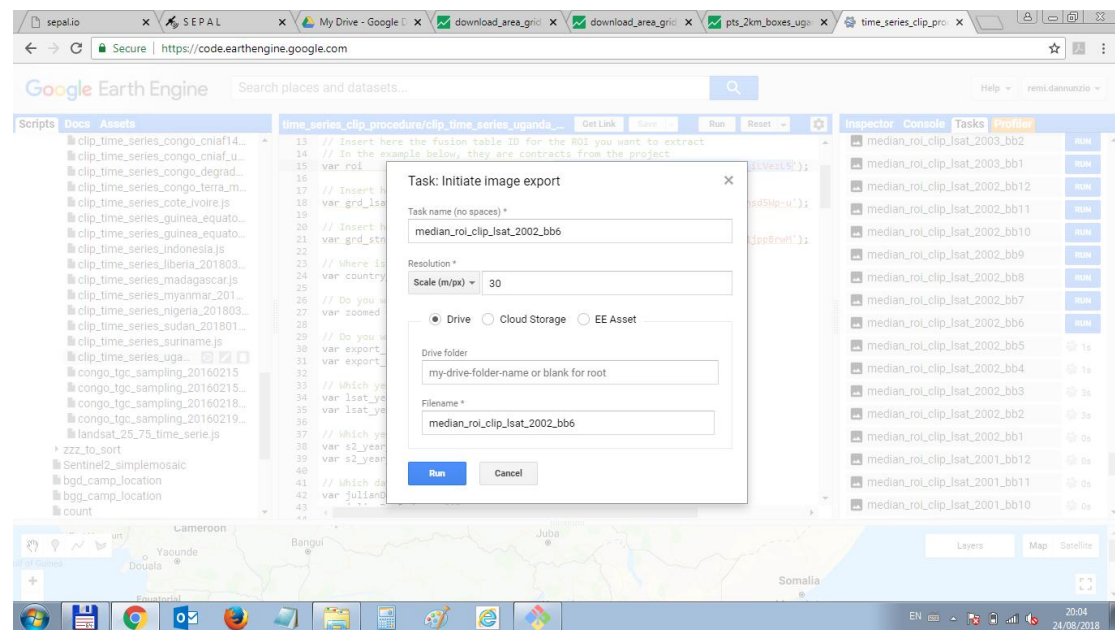 sepal.io
SEPAL
My Drive - Google D
download_area_grid
download_area_grid
pts_2km_boxes_uga
time_series_clip_pro
Secure | https://code.earthengine.google.com
Google Earth Engine
Search places and datasets...
Help
remi.dannunzio
Scripts Docs Assets
clip_time_series_congo_cniaf14...
clip_time_series_congo_cniaf_u...
clip_time_series_congo_degrad...
clip_time_series_congo_terra_m...
clip_time_series_cote_ivoire.js
clip_time_series_guinea_equato...
clip_time_series_guinea_equato...
clip_time_series_indonesia.js
clip_time_series_liberia_201803...
clip_time_series_madagascar.js
clip_time_series_myanmar_201...
clip_time_series_nigeria_201803...
clip_time_series_sudan_201801...
clip_time_series_suriname.js
clip_time_series_uga...
congo_tgc_sampling_20160215
congo_tgc_sampling_20160215...
congo_tgc_sampling_20160218...
congo_tgc_sampling_20160219...
landsat_25_75_time_serie.js
zzz_to_sort
Sentinel2_simplemosaic
bgd_camp_location
bgg_camp_location
count
time_series_clip_procedure/clip_time_series_uganda_...
Get Link Save Run Reset
13 // Insert here the fusion table ID for the ROI you want to extract
14 // In the example below, they are contracts from the project
15 var roi
16
17 // Insert h
18 var grd_lsa
19
20 // Insert h
21 var grd_stn
22
23 // Where is
24 var country
25
26 // Do you w
27 var zoomed
28
29 // Do you w
30 var export_
31 var export_
32
33 // Which ye
34 var lsat_ye
35 var lsat_ye
36
37 // Which ye
38 var s2_year
39 var s2_year
40
41 // Which da
42 var julianD
43
Task: Initiate image export
Task name (no spaces) *
median_roi_clip_lsat_2002_bb6
Resolution *
Scale (m/px) 30
Drive Cloud Storage EE Asset
Drive folder
my-drive-folder-name or blank for root
Filename *
median_roi_clip_lsat_2002_bb6
Run Cancel
Inspector Console Tasks Profiler
median_roi_clip_lsat_2003_bb2 RUN
median_roi_clip_lsat_2003_bb1 RUN
median_roi_clip_lsat_2002_bb12 RUN
median_roi_clip_lsat_2002_bb11 RUN
median_roi_clip_lsat_2002_bb10 RUN
median_roi_clip_lsat_2002_bb9 RUN
median_roi_clip_lsat_2002_bb8 RUN
median_roi_clip_lsat_2002_bb7 RUN
median_roi_clip_lsat_2002_bb6 RUN
median_roi_clip_lsat_2002_bb5 1s
median_roi_clip_lsat_2002_bb4 1s
median_roi_clip_lsat_2002_bb3 3s
median_roi_clip_lsat_2002_bb2 3s
median_roi_clip_lsat_2002_bb1 0s
median_roi_clip_lsat_2001_bb12 0s
median_roi_clip_lsat_2001_bb11 0s
median_roi_clip_lsat_2001_bb10 0s
Cameroon
Yaounde
Douala
Equatorial
Bangui
Juba
Somalia
Layers
Map Satellite
EN
20:04
24/08/2018